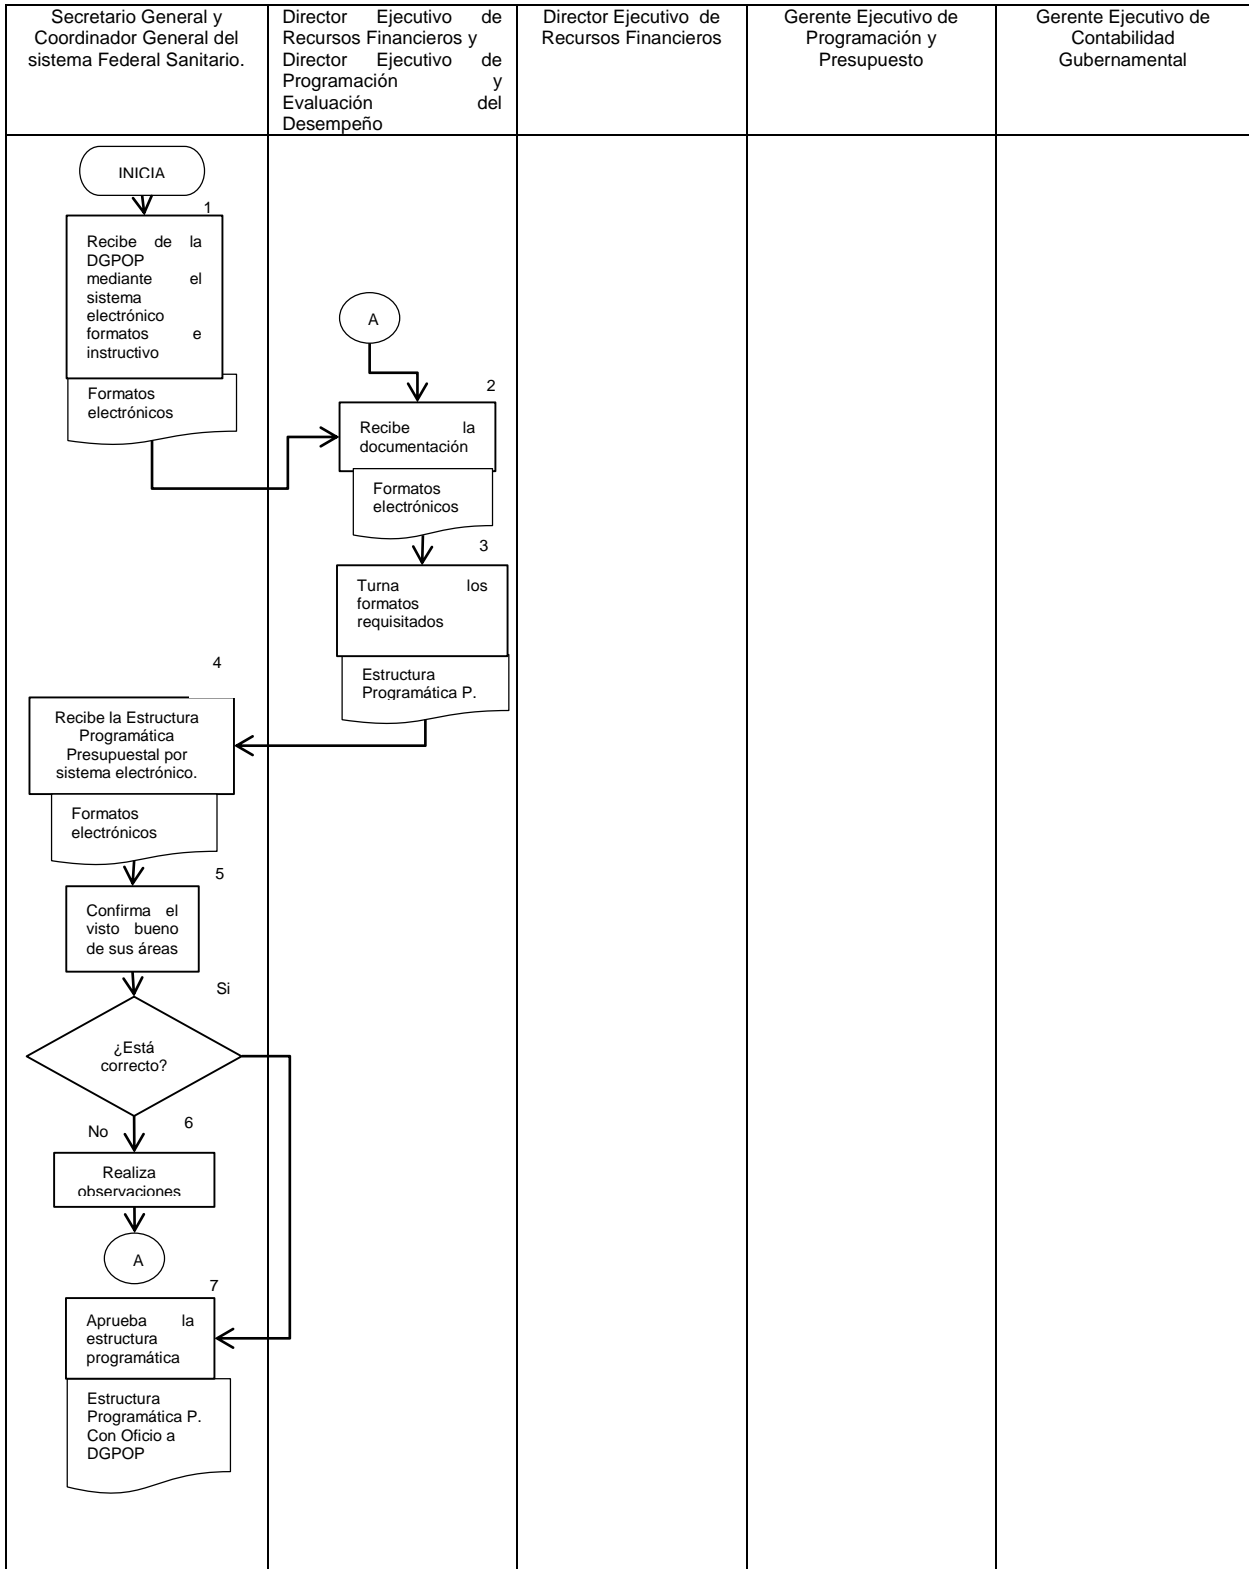 Secretario General y
Coordinador General del
sistema Federal Sanitario.
Director Ejecutivo de
Recursos Financieros y
Director Ejecutivo de
Programación y
Evaluación del
Desempeño
Director Ejecutivo de
Recursos Financieros
Gerente Ejecutivo de
Programación y
Presupuesto
Gerente Ejecutivo de
Contabilidad
Gubernamental
INICIA
1
Recibe de la
DGPOP
mediante el
sistema
electrónico
formatos e
instructivo
Formatos
electrónicos
A
2
Recibe la
documentación
Formatos
electrónicos
3
Turna los
formatos
requisitados
Estructura
Programática P.
4
Recibe la Estructura
Programática
Presupuestal por
sistema electrónico.
Formatos
electrónicos
5
Confirma el
visto bueno
de sus áreas
Si
¿Está
correcto?
No
6
Realiza
observaciones
A
7
Aprueba la
estructura
programática
Estructura
Programática P.
Con Oficio a
DGPOP